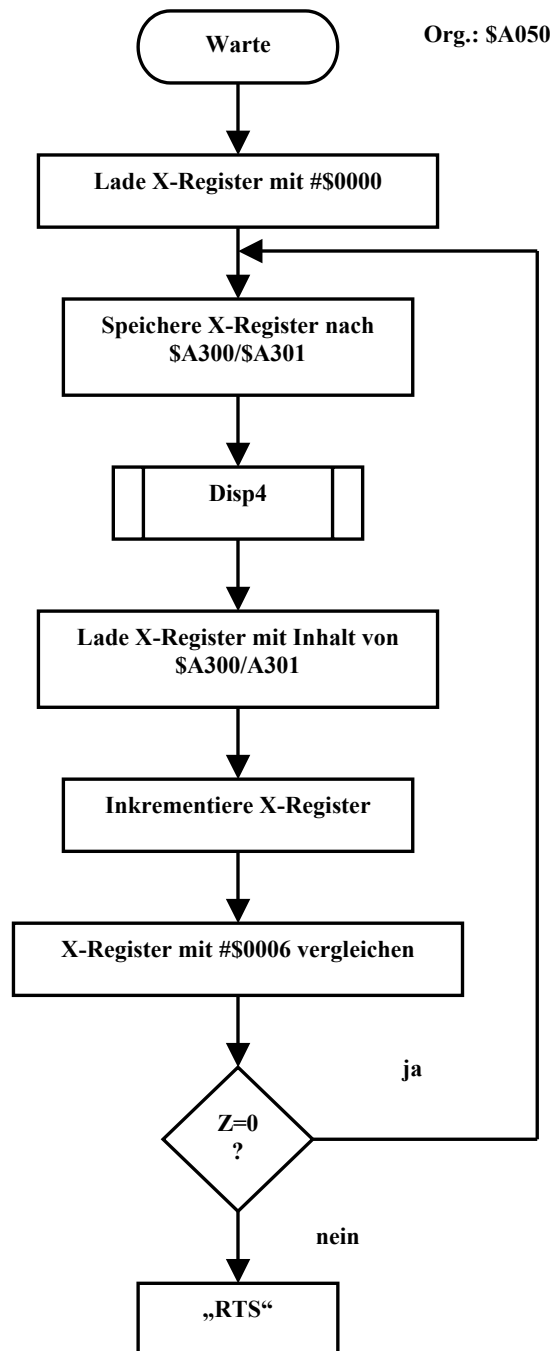 Warte
Org.: $A050
Lade X-Register mit #$0000
Speichere X-Register nach
$A300/$A301
Disp4
Lade X-Register mit Inhalt von
$A300/A301
Inkrementiere X-Register
X-Register mit #$0006 vergleichen
ja
Z=0
?
nein
„RTS“